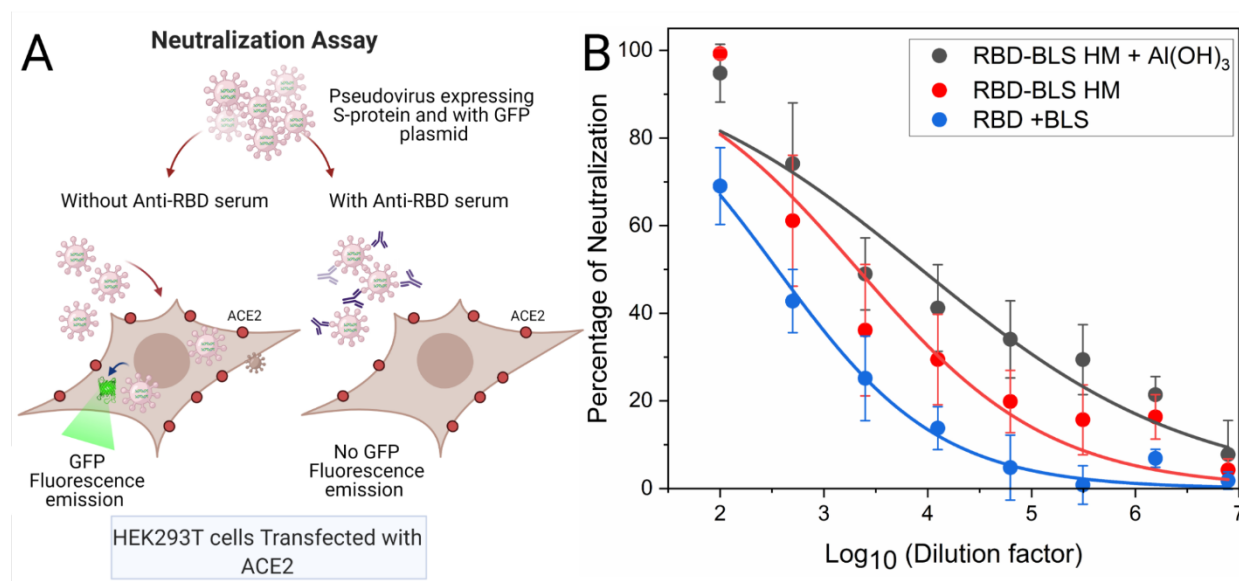 A
Neutralization Assay
Pseudovirus expressing
S-protein and with GFP
plasmid
Without Anti-RBD serum
With Anti-RBD serum
ACE2
ACE2
GFP
Fluorescence
emission
No GFP
Fluorescence
emission
HEK293T cells Transfected with
ACE2
B
RBD-BLS HM + Al(OH)₃
RBD-BLS HM
RBD +BLS
Percentage of Neutralization
100
80
60
40
20
0
2 3 4 5 6 7
Log₁₀ (Dilution factor)